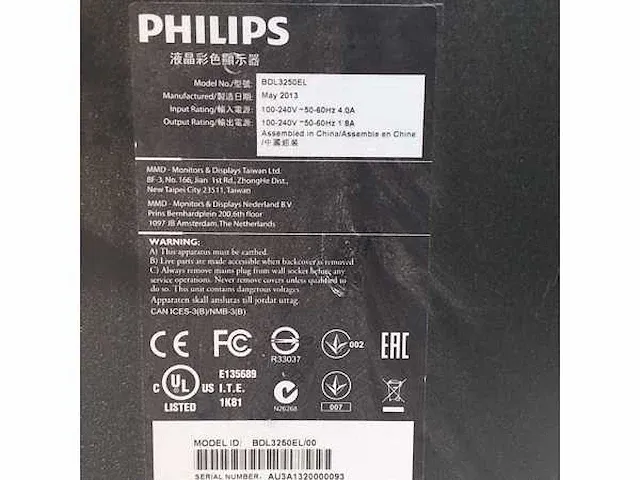 PHILIPS
液晶彩色顯示器
Model No./型號: BDL3250EL
Manufactured/製造日期: May 2013
Input Rating/輸入電源: 100-240V ~50-60Hz 4.0A
Output Rating/輸出電源: 100-240V ~50-60Hz 1.8A
Assembled in China/Assemble en Chine
/中國組裝
MMD - Monitors & Displays Taiwan Ltd.
8F-3, No.166, Jian 1st Rd., ZhongHe Dist.,
New Taipei City 23511, Taiwan
MMD - Monitors & Displays Nederland B.V
Prins Bernhardplein 200,6th floor
1097 JB Amsterdam,The Netherlands
WARNING:
A) This apparatus must be earthed.
B) Live parts are made accessible when backcover is removed
C) Always remove mains plug from wall socket before any
service operations. Never remove covers unless qualified to
do so. This unit contains dangerous voltages
Apparaten skall anslutas till jordat uttag.
CAN ICES-3(B)/NMB-3(B)
CE FC R33037 002 EAC
C UL US LISTED
E135689
I.T.E.
1K81
N26268
007
MODEL ID: BDL3250EL/00
SERIAL NUMBER: AU3A1320000093